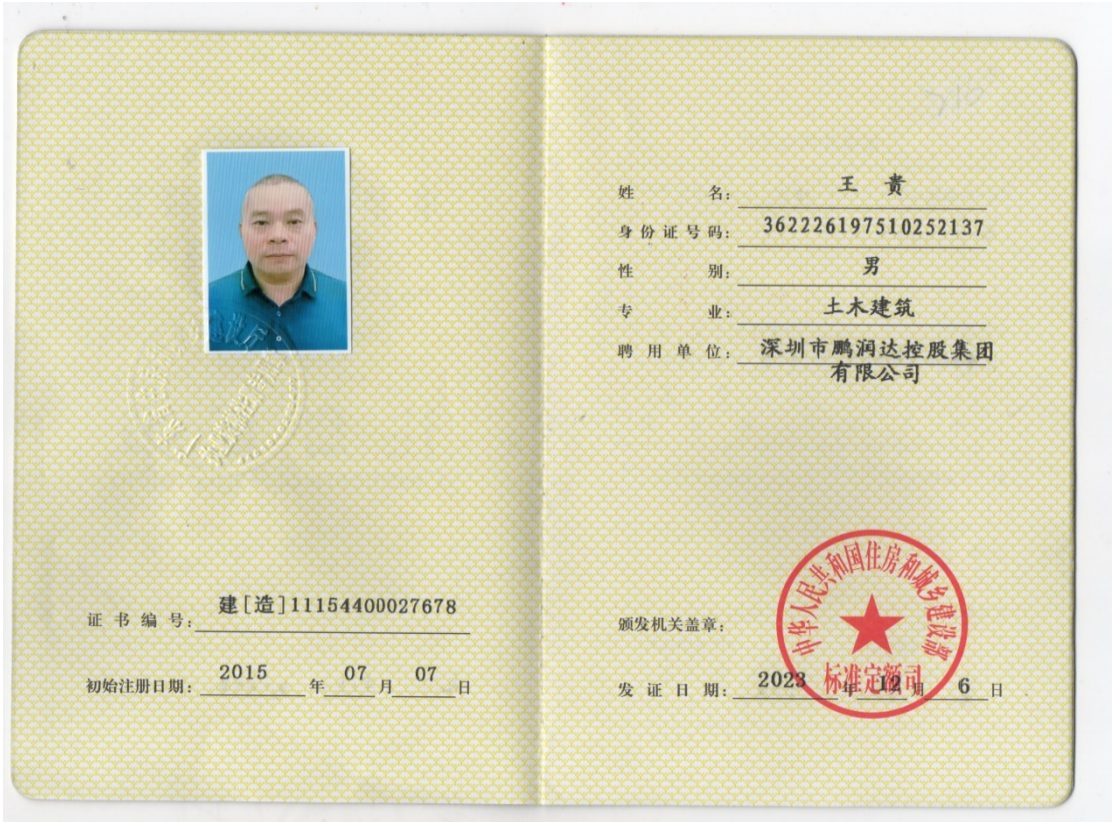 证书编号: 建[造]11154400027678
初始注册日期: 2015 年 07 月 07 日
姓名: 王贵
身份证号码: 362226197510252137
性别: 男
专业: 土木建筑
聘用单位: 深圳市鹏润达控股集团
有限公司
中华人民共和国住房和城乡建设部
标准定额司
颁发机关盖章:
发证日期: 2023 年 12 月 6 日